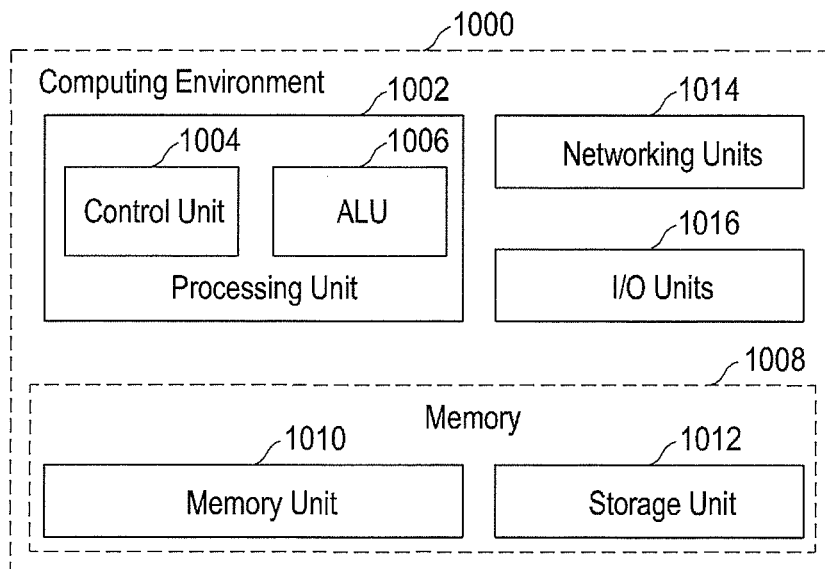 1000
Computing Environment
1002
1014
1004
1006
Networking Units
Control Unit
ALU
1016
Processing Unit
I/O Units
1008
Memory
1010
1012
Memory Unit
Storage Unit